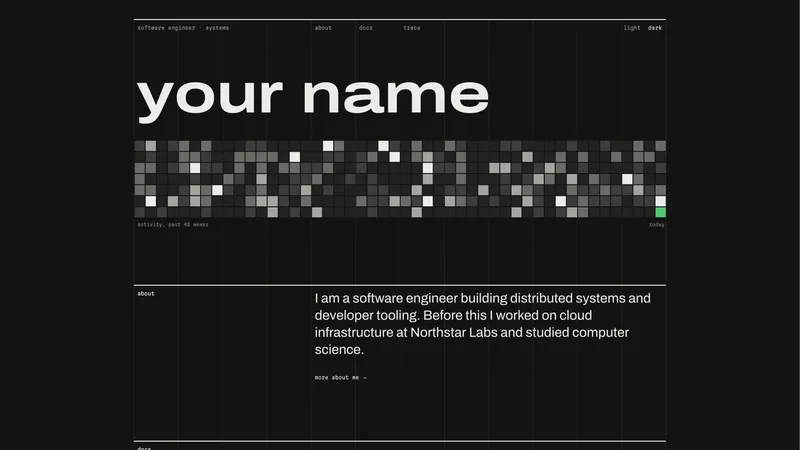 software engineer · systems
about
docs
trace
light
dark
your name
activity, past 48 weeks
today
about
I am a software engineer building distributed systems and
developer tooling. Before this I worked on cloud
infrastructure at Northstar Labs and studied computer
science.
more about me →
docs